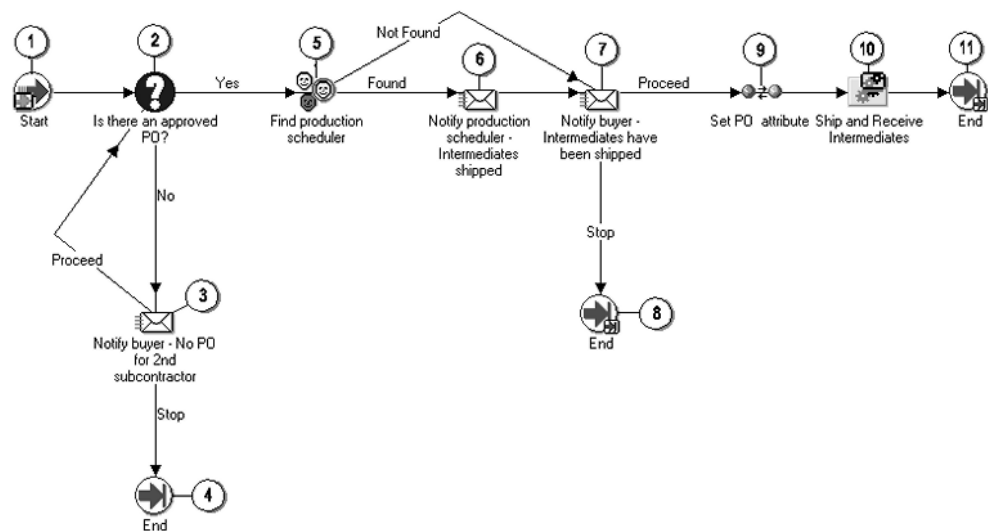 1
2
5
Not Found
6
7
9
10
11
Yes
Found
Proceed
Start
Is there an approved
PO?
Find production
scheduler
Notify production
scheduler -
Intermediates
shipped
Notify buyer -
Intermediates have
been shipped
Set PO attribute
Ship and Receive
Intermediates
End
No
Proceed
Stop
3
8
End
Notify buyer - No PO
for 2nd
subcontractor
Stop
4
End